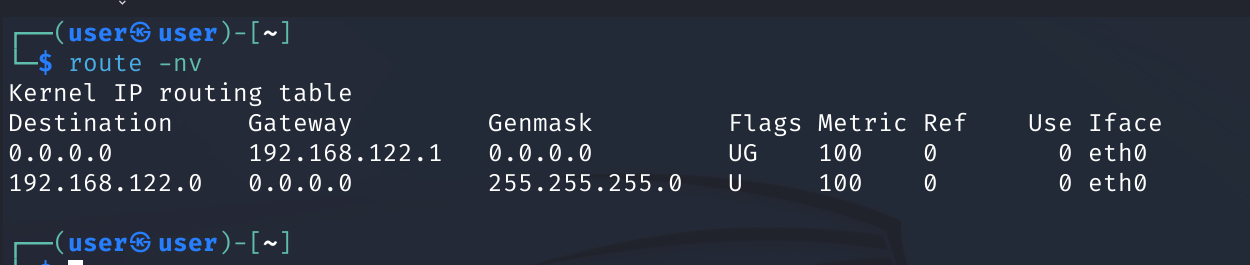 ┌──(user㉿user)-[~]
└─$ route -nv
Kernel IP routing table
Destination     Gateway         Genmask         Flags Metric Ref    Use Iface
0.0.0.0         192.168.122.1   0.0.0.0         UG    100    0        0 eth0
192.168.122.0   0.0.0.0         255.255.255.0   U     100    0        0 eth0
┌──(user㉿user)-[~]
└─$